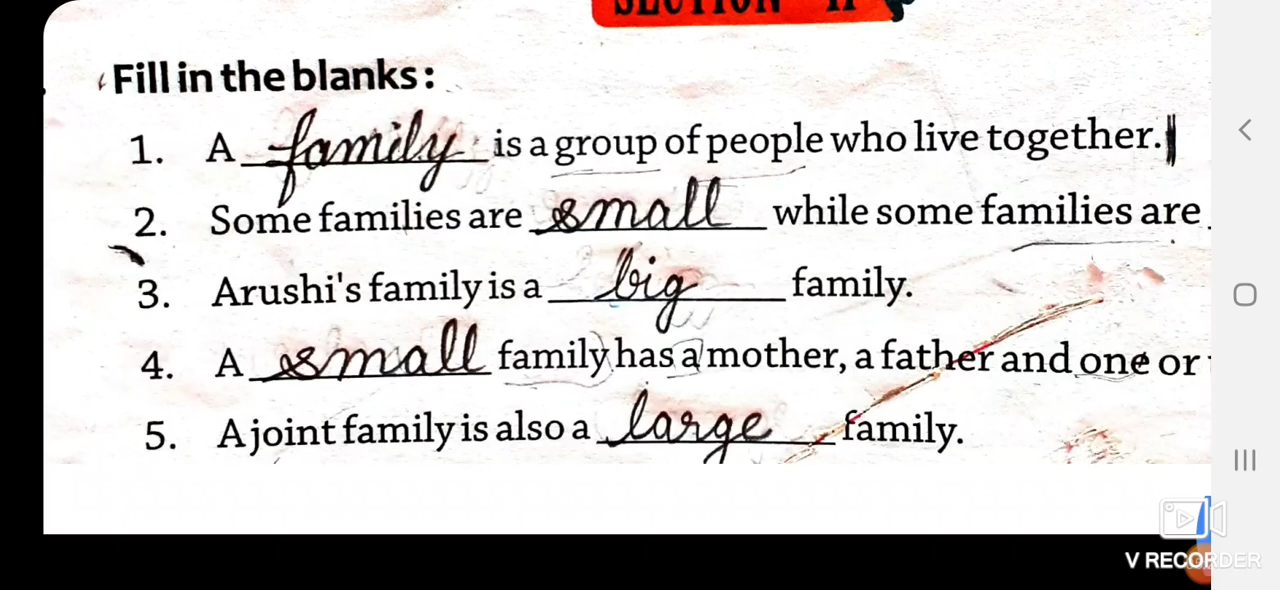 SECTION - II
Fill in the blanks:
1. A family is a group of people who live together.
2. Some families are small while some families are
3. Arushi's family is a big family.
4. A small family has a mother, a father and one or
5. A joint family is also a large family.
V RECORDER